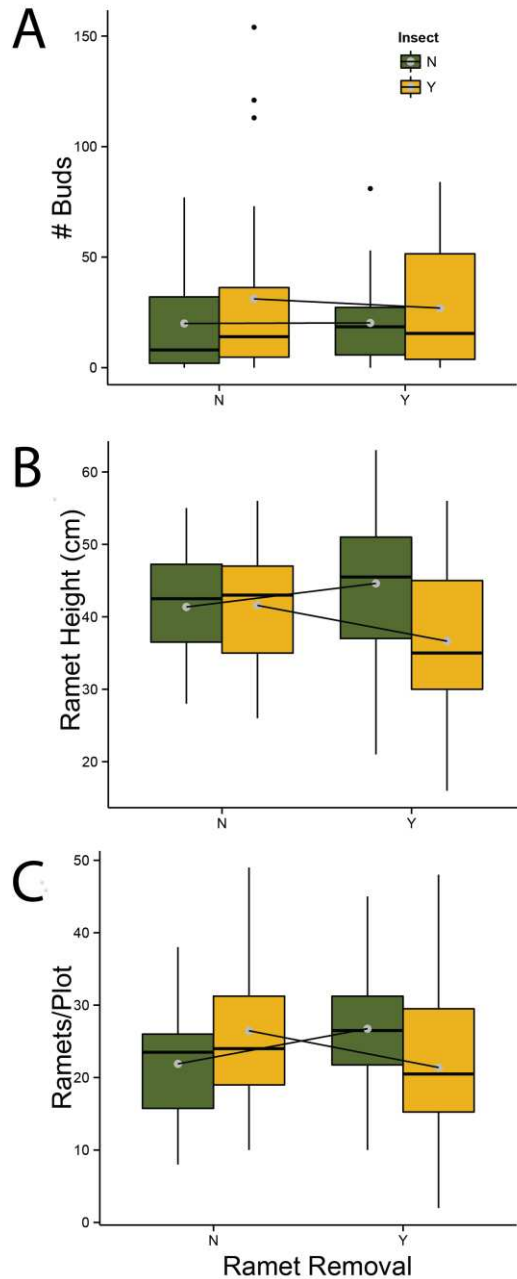 A
150
100
50
0
# Buds
Insect
N
Y
N
Y
B
60
50
40
30
20
Ramet Height (cm)
N
Y
C
50
40
30
20
10
0
Ramets/Plot
N
Y
Ramet Removal